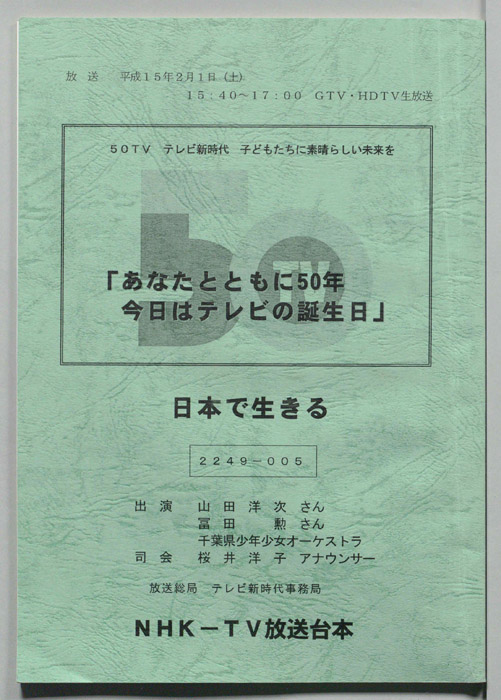 放　送　平成１５年２月１日（土）
１５：４０～１７：００　ＧＴＶ・ＨＤＴＶ生放送
５０ＴＶ　テレビ新時代　子どもたちに素晴らしい未来を
50 TV
「あなたとともに50年
今日はテレビの誕生日」
日本で生きる
２２４９－００５
出　演　山　田　洋　次　さん
冨　田　　勲　さん
千葉県少年少女オーケストラ
司　会　桜　井　洋　子　アナウンサー
放送総局　テレビ新時代事務局
ＮＨＫ－ＴＶ放送台本